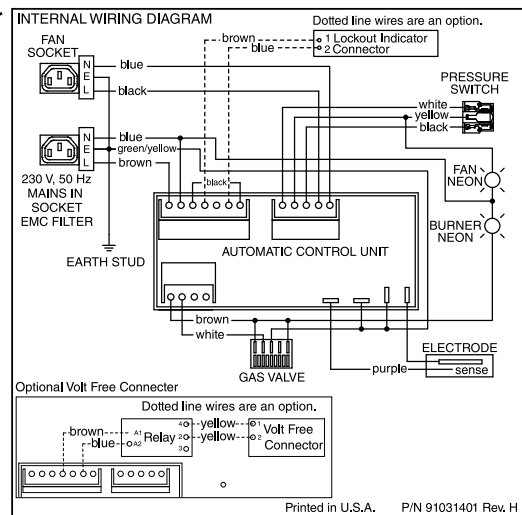 INTERNAL WIRING DIAGRAM
Dotted line wires are an option.
FAN
SOCKET
N
E
L
blue
black
brown
blue
1 Lockout Indicator
2 Connector
PRESSURE
SWITCH
white
yellow
black
N
E
L
blue
green/yellow
brown
black
230 V, 50 Hz
MAINS IN
SOCKET
EMC FILTER
FAN
NEON
BURNER
NEON
EARTH STUD
AUTOMATIC CONTROL UNIT
brown
white
GAS VALVE
ELECTRODE
purple
sense
Optional Volt Free Connecter
Dotted line wires are an option.
brown
A1
blue
A2
Relay
4
2
3
yellow
yellow
1
2
Volt Free
Connector
Printed in U.S.A. P/N 91031401 Rev. H